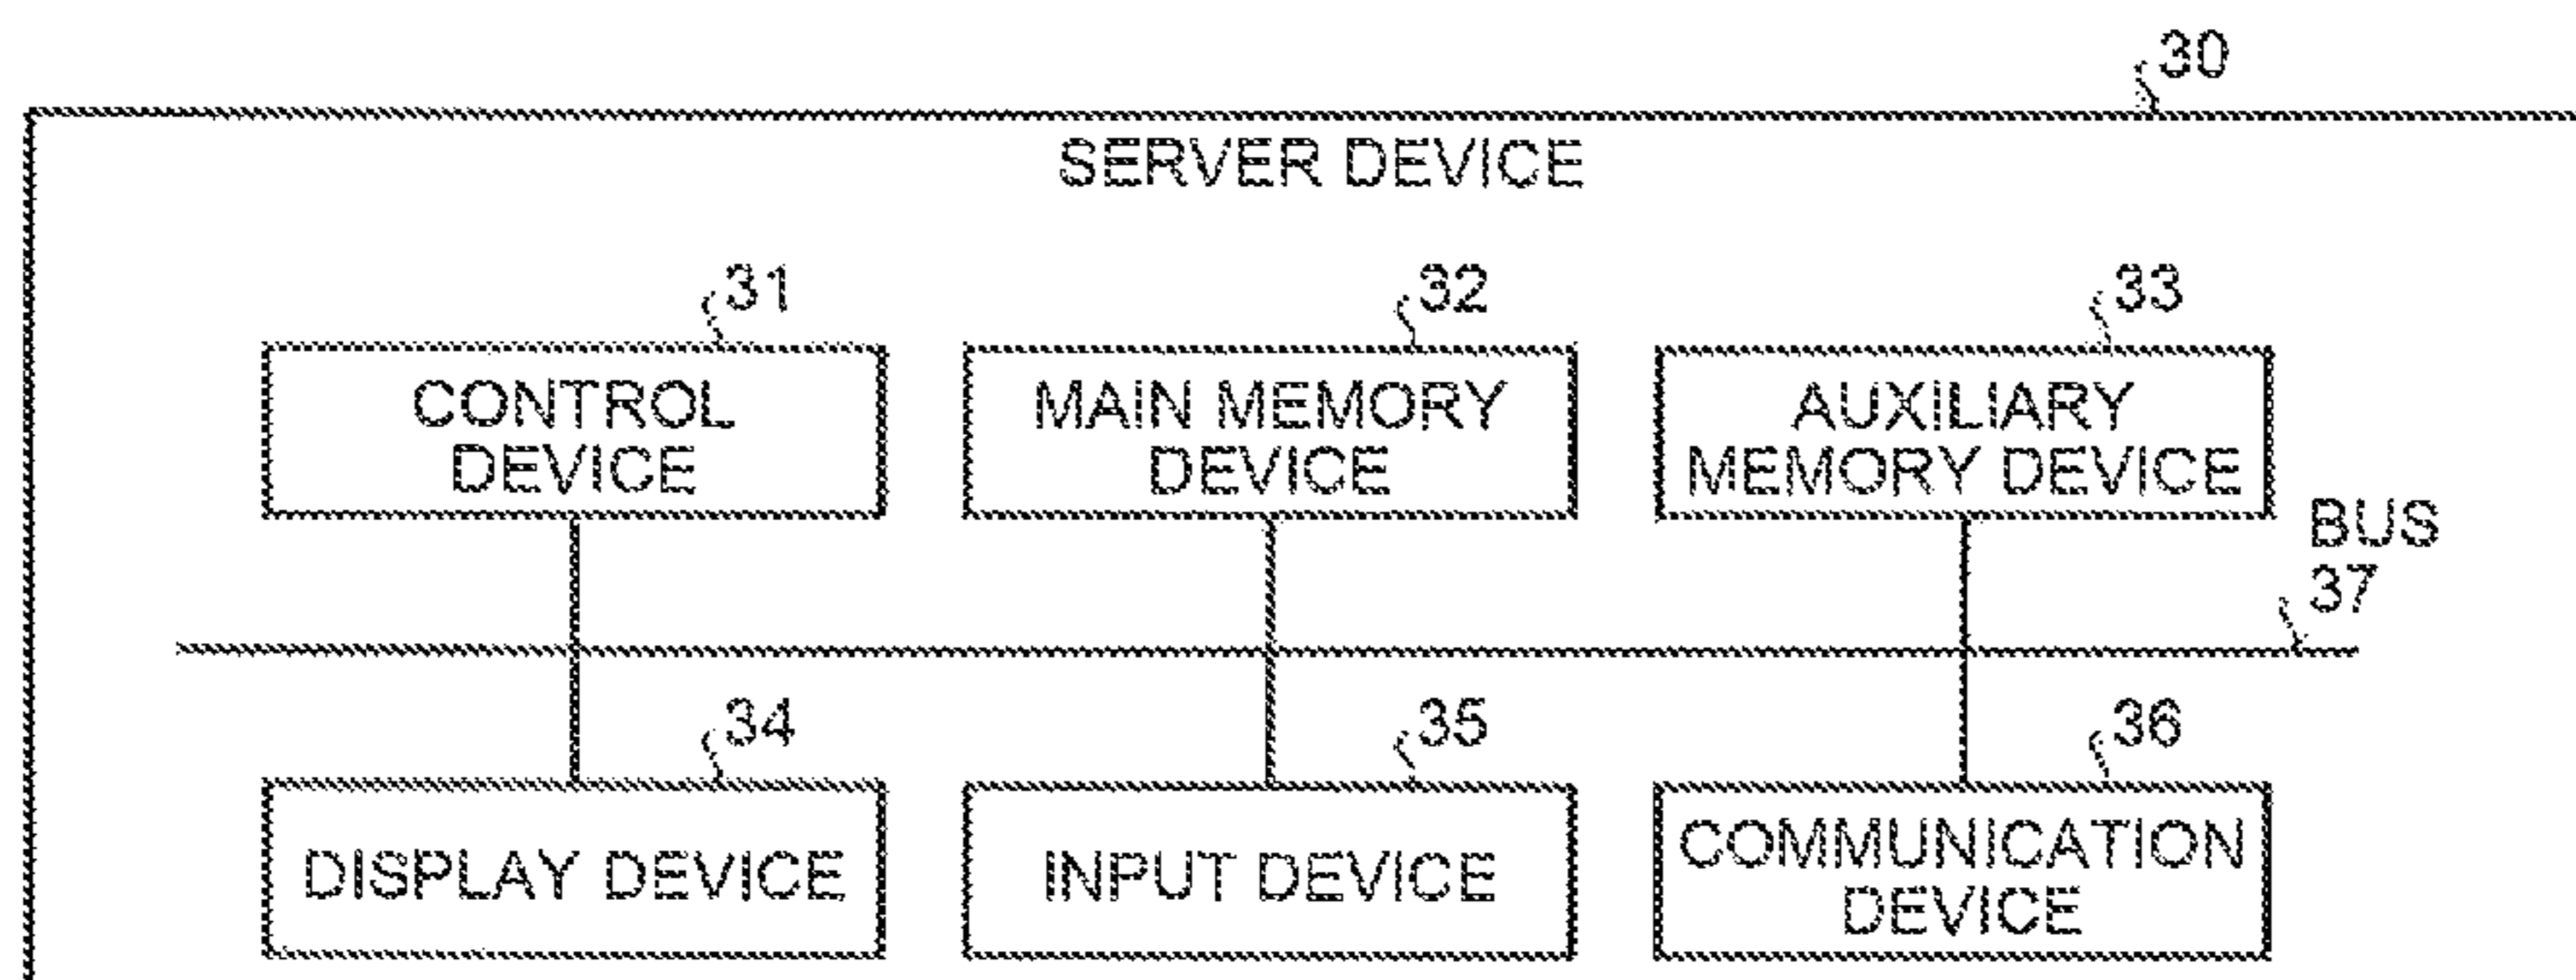 30
SERVER DEVICE
31
32
33
CONTROL
DEVICE
MAIN MEMORY
DEVICE
AUXILIARY
MEMORY DEVICE
BUS
37
34
35
36
DISPLAY DEVICE
INPUT DEVICE
COMMUNICATION
DEVICE